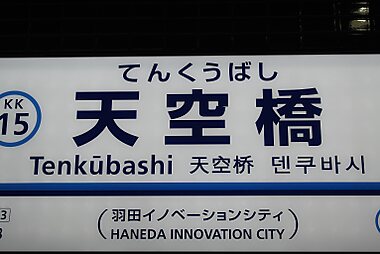 てんくうばし
KK
15
天空橋
Tenkūbashi 天空桥 덴쿠바시
(羽田イノベーションシティ
HANEDA INNOVATION CITY)